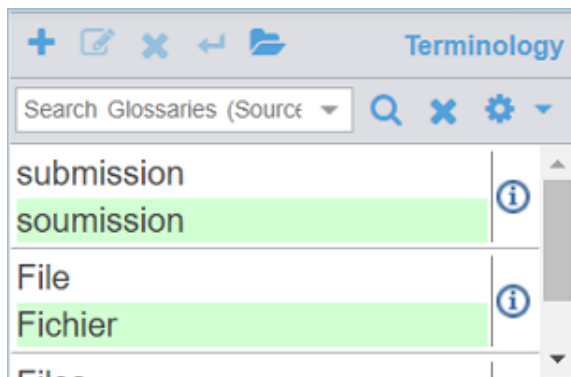 Terminology
Search Glossaries (Source
submission
soumission
File
Fichier